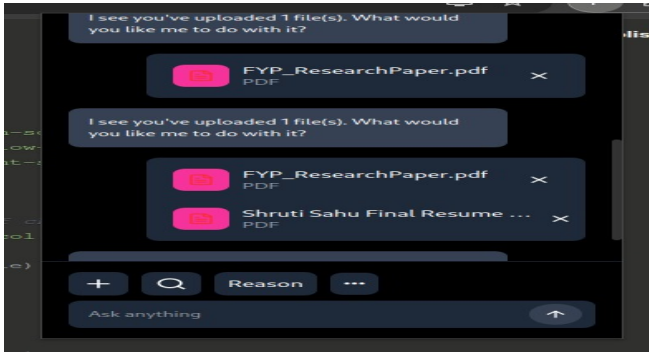 I see you've uploaded 1 file(s). What would
you like me to do with it?
FYP_ResearchPaper.pdf
PDF
I see you've uploaded 1 file(s). What would
you like me to do with it?
FYP_ResearchPaper.pdf
PDF
Shruti Sahu Final Resume ...
PDF
Reason
Ask anything